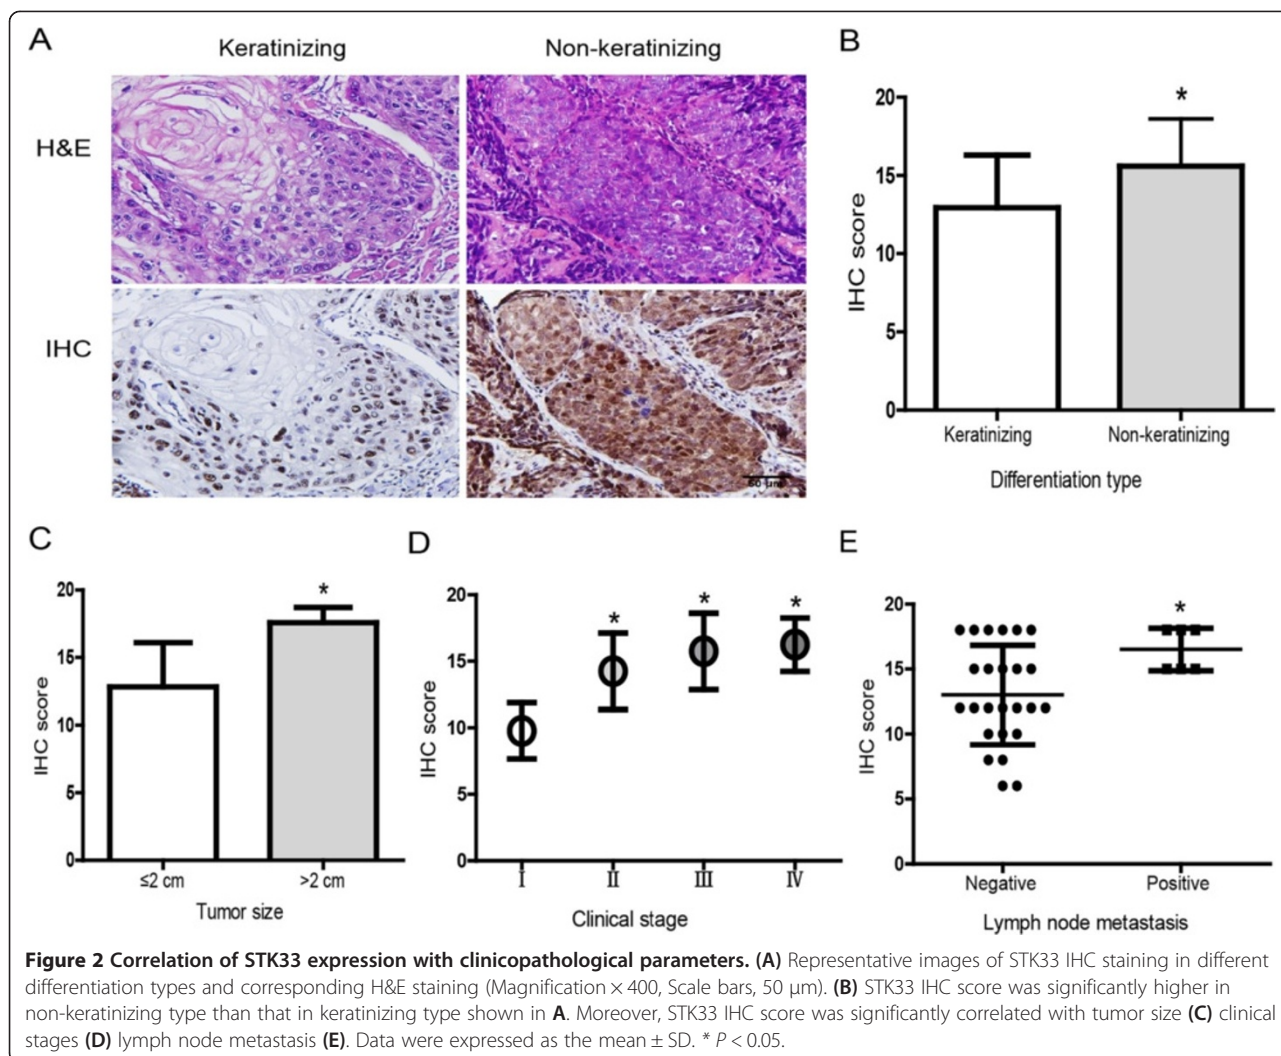 A
Keratinizing
Non-keratinizing
H&E
IHC
50 μm
B
IHC score
20
15
10
5
0
*
Keratinizing
Non-keratinizing
Differentiation type
C
IHC score
20
15
10
5
0
*
≤2 cm
>2 cm
Tumor size
D
IHC score
20
15
10
5
0
*
*
*
I
II
III
IV
Clinical stage
E
IHC score
20
15
10
5
0
*
Negative
Positive
Lymph node metastasis
Figure 2 Correlation of STK33 expression with clinicopathological parameters. (A) Representative images of STK33 IHC staining in different
differentiation types and corresponding H&E staining (Magnification × 400, Scale bars, 50 μm). (B) STK33 IHC score was significantly higher in
non-keratinizing type than that in keratinizing type shown in A. Moreover, STK33 IHC score was significantly correlated with tumor size (C) clinical
stages (D) lymph node metastasis (E). Data were expressed as the mean ± SD. * P < 0.05.